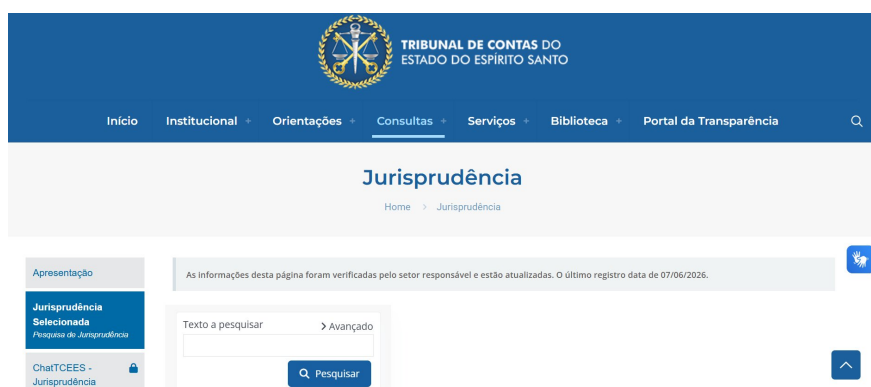 TRIBUNAL DE CONTAS DO
ESTADO DO ESPÍRITO SANTO
Início Institucional + Orientações + Consultas + Serviços + Biblioteca + Portal da Transparência
Jurisprudência
Home > Jurisprudência
Apresentação
As informações desta página foram verificadas pelo setor responsável e estão atualizadas. O último registro data de 07/06/2026.
Jurisprudência
Selecionada
Pesquisa de Jurisprudência
Texto a pesquisar
Avançado
Pesquisar
ChatTCEES -
Jurisprudência